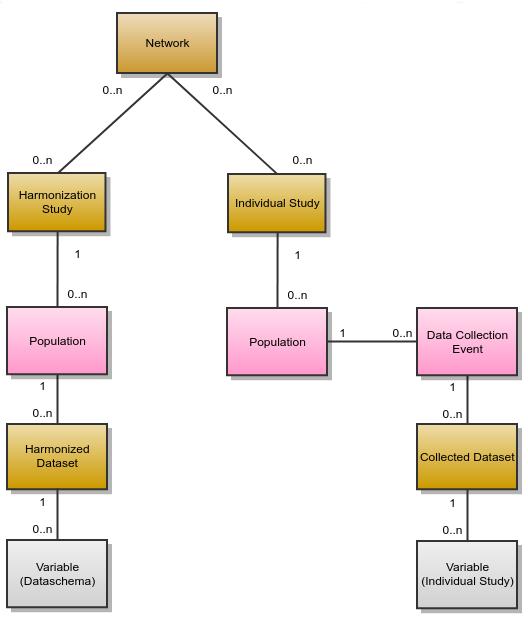 Network
0..n
0..n
0..n
0..n
Harmonization
Study
Individual Study
1
1
0..n
0..n
Population
Population
1
0..n
Data Collection
Event
1
1
0..n
0..n
Harmonized
Dataset
Collected Dataset
1
1
0..n
0..n
Variable
(Dataschema)
Variable
(Individual Study)